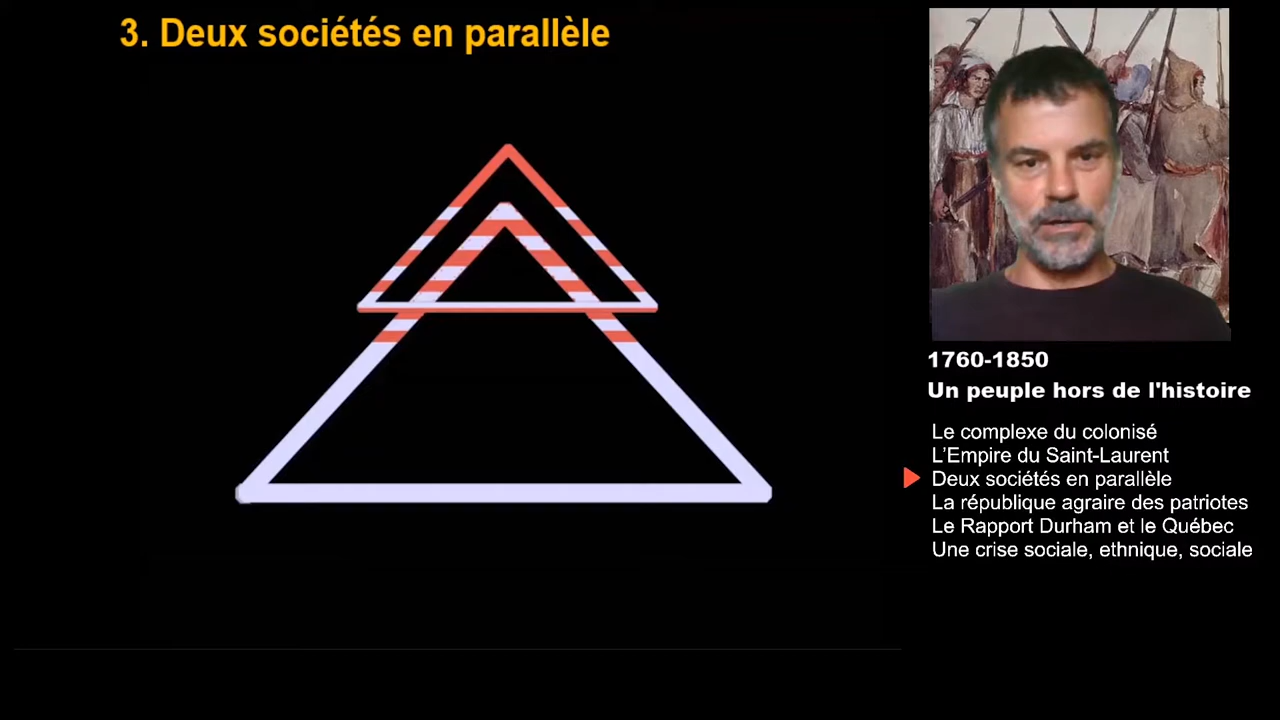 3. Deux sociétés en parallèle
1760-1850
Un peuple hors de l'histoire
Le complexe du colonisé
L’Empire du Saint-Laurent
Deux sociétés en parallèle
La république agraire des patriotes
Le Rapport Durham et le Québec
Une crise sociale, ethnique, sociale